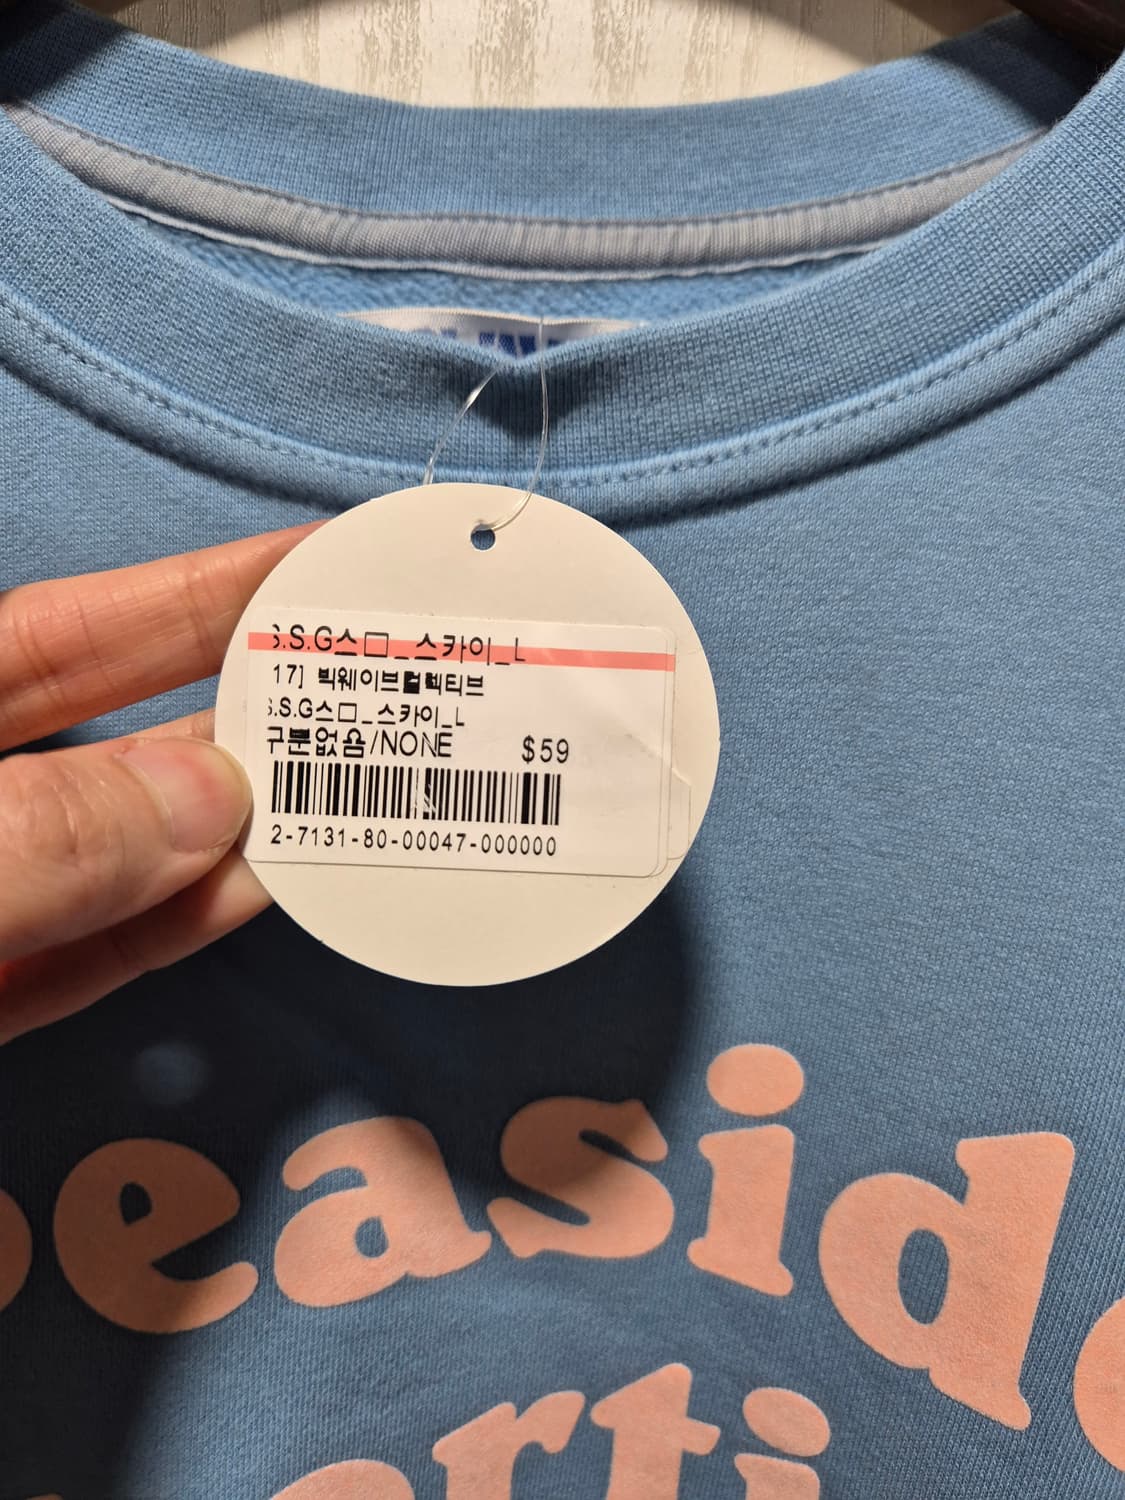 S.S.G스□_스카이_L
17] 빅웨이브컬렉티브
S.S.G스□_스카이_L
구분없음/NONE $59
2-7131-80-00047-000000
easid